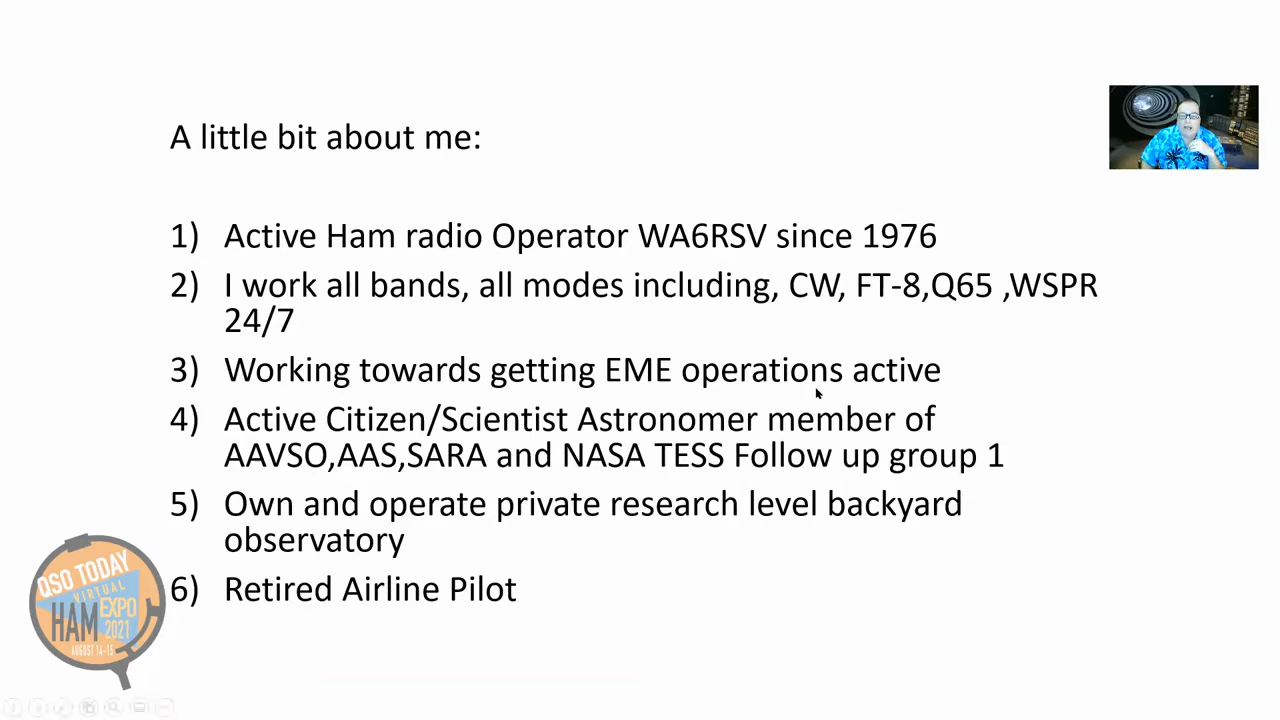 A little bit about me:
1) Active Ham radio Operator WA6RSV since 1976
2) I work all bands, all modes including, CW, FT-8,Q65 ,WSPR
24/7
3) Working towards getting EME operations active
4) Active Citizen/Scientist Astronomer member of
AAVSO,AAS,SARA and NASA TESS Follow up group 1
5) Own and operate private research level backyard
observatory
6) Retired Airline Pilot
QSO TODAY
VIRTUAL
HAM EXPO
2021
AUGUST 14-15